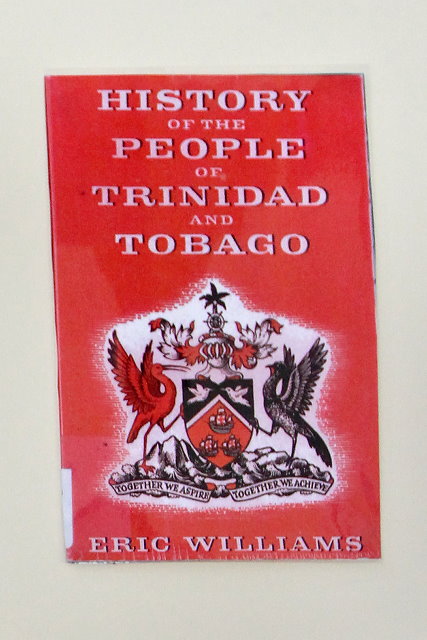 HISTORY
OF THE
PEOPLE
OF
TRINIDAD
AND
TOBAGO
TOGETHER WE ASPIRE TOGETHER WE ACHIEVE
ERIC WILLIAMS